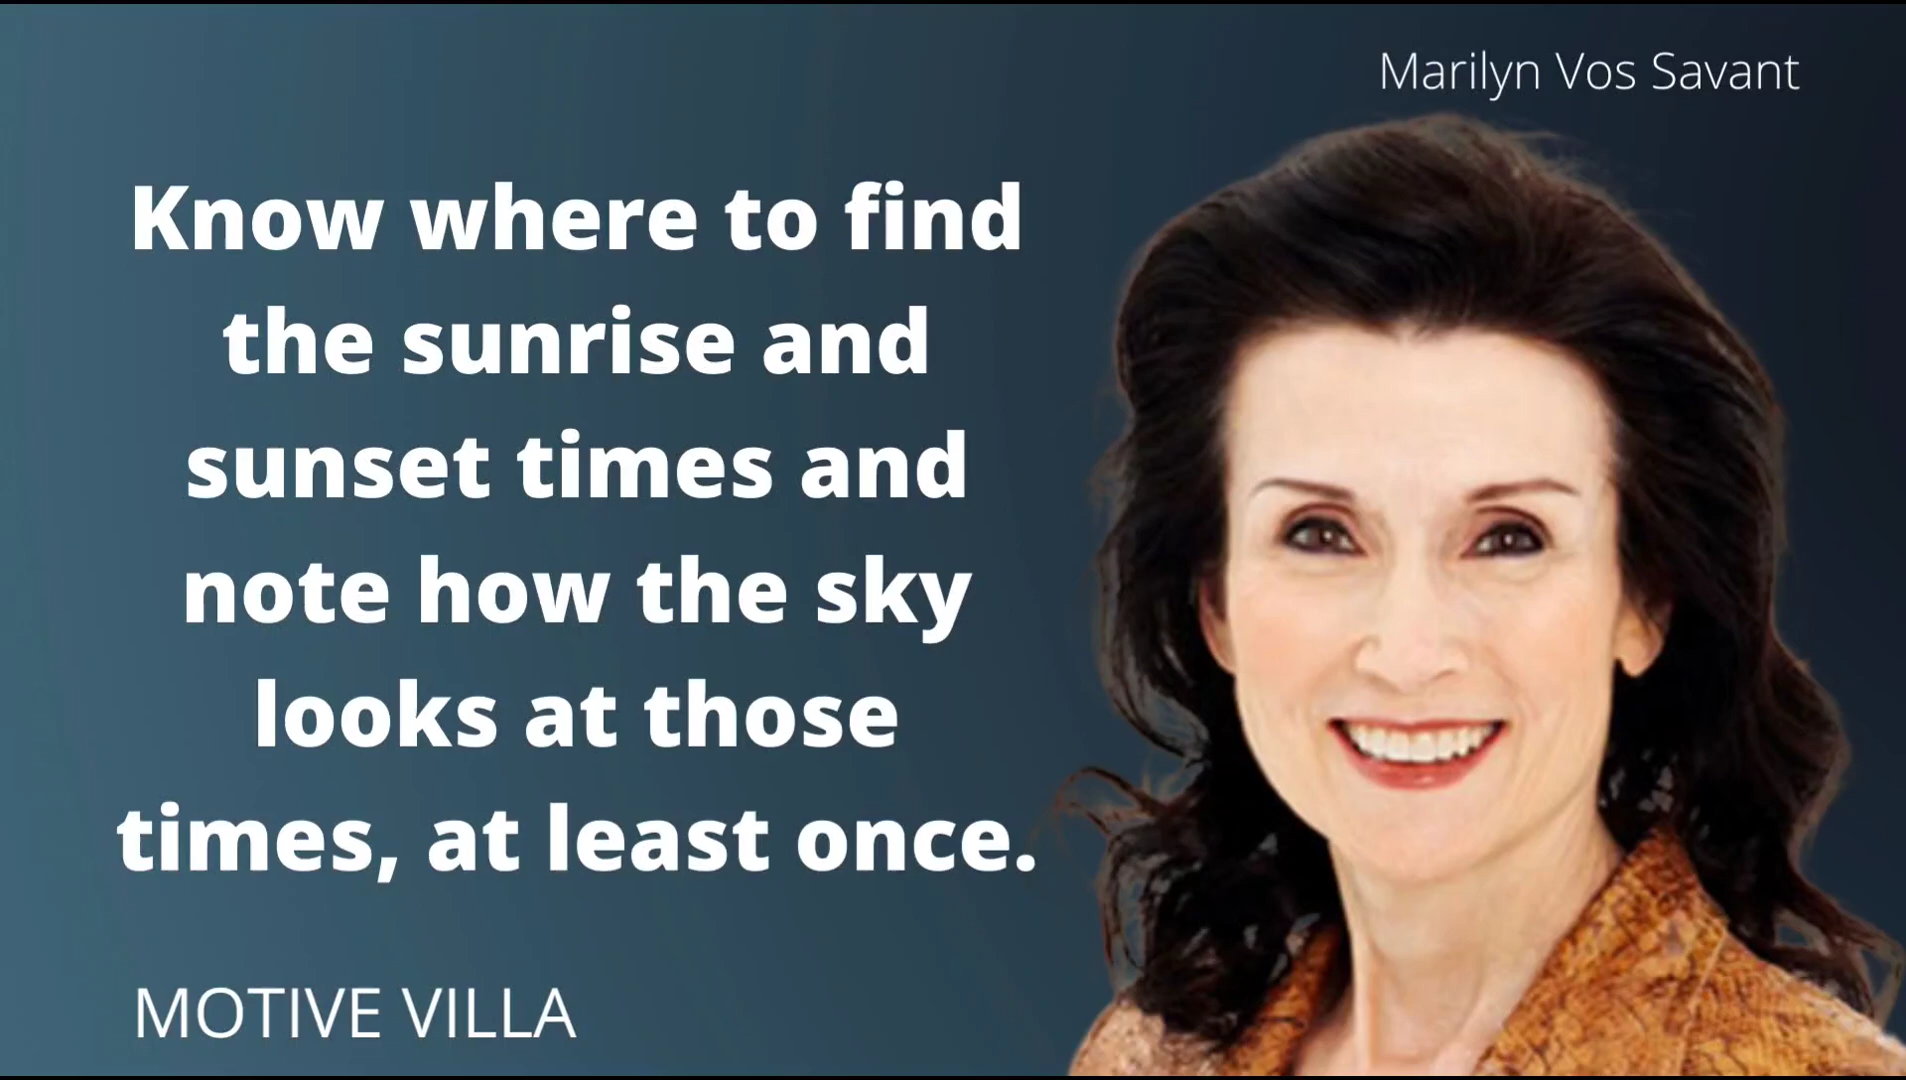 Marilyn Vos Savant
Know where to find
the sunrise and
sunset times and
note how the sky
looks at those
times, at least once.
MOTIVE VILLA